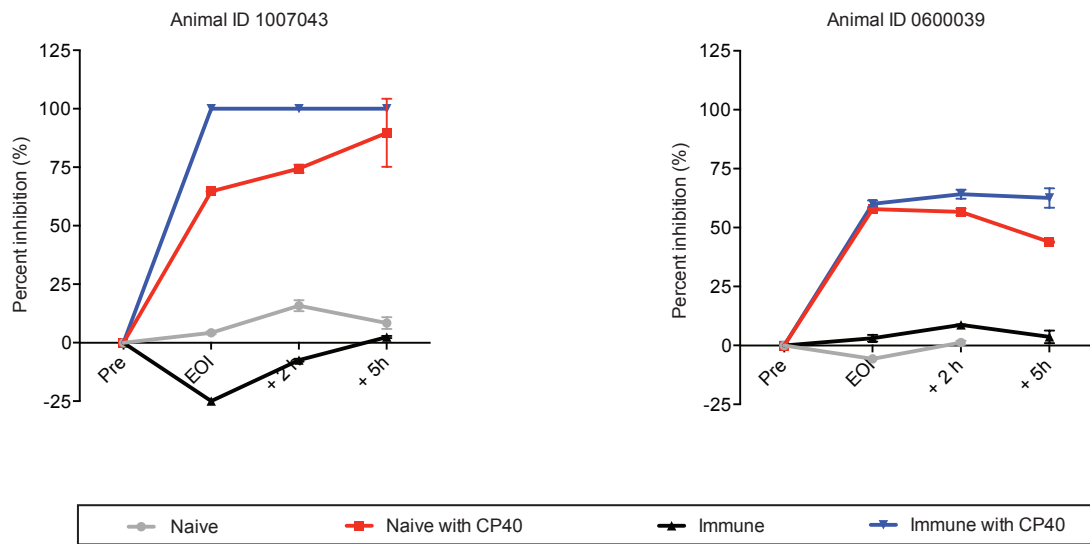 Animal ID 1007043
Percent inhibition (%)
125
100
75
50
25
0
-25
Pre
EOI
+ 2 h
+ 5h
Animal ID 0600039
Percent inhibition (%)
125
100
75
50
25
0
-25
Pre
EOI
+ 2 h
+ 5h
Naive
Naive with CP40
Immune
Immune with CP40